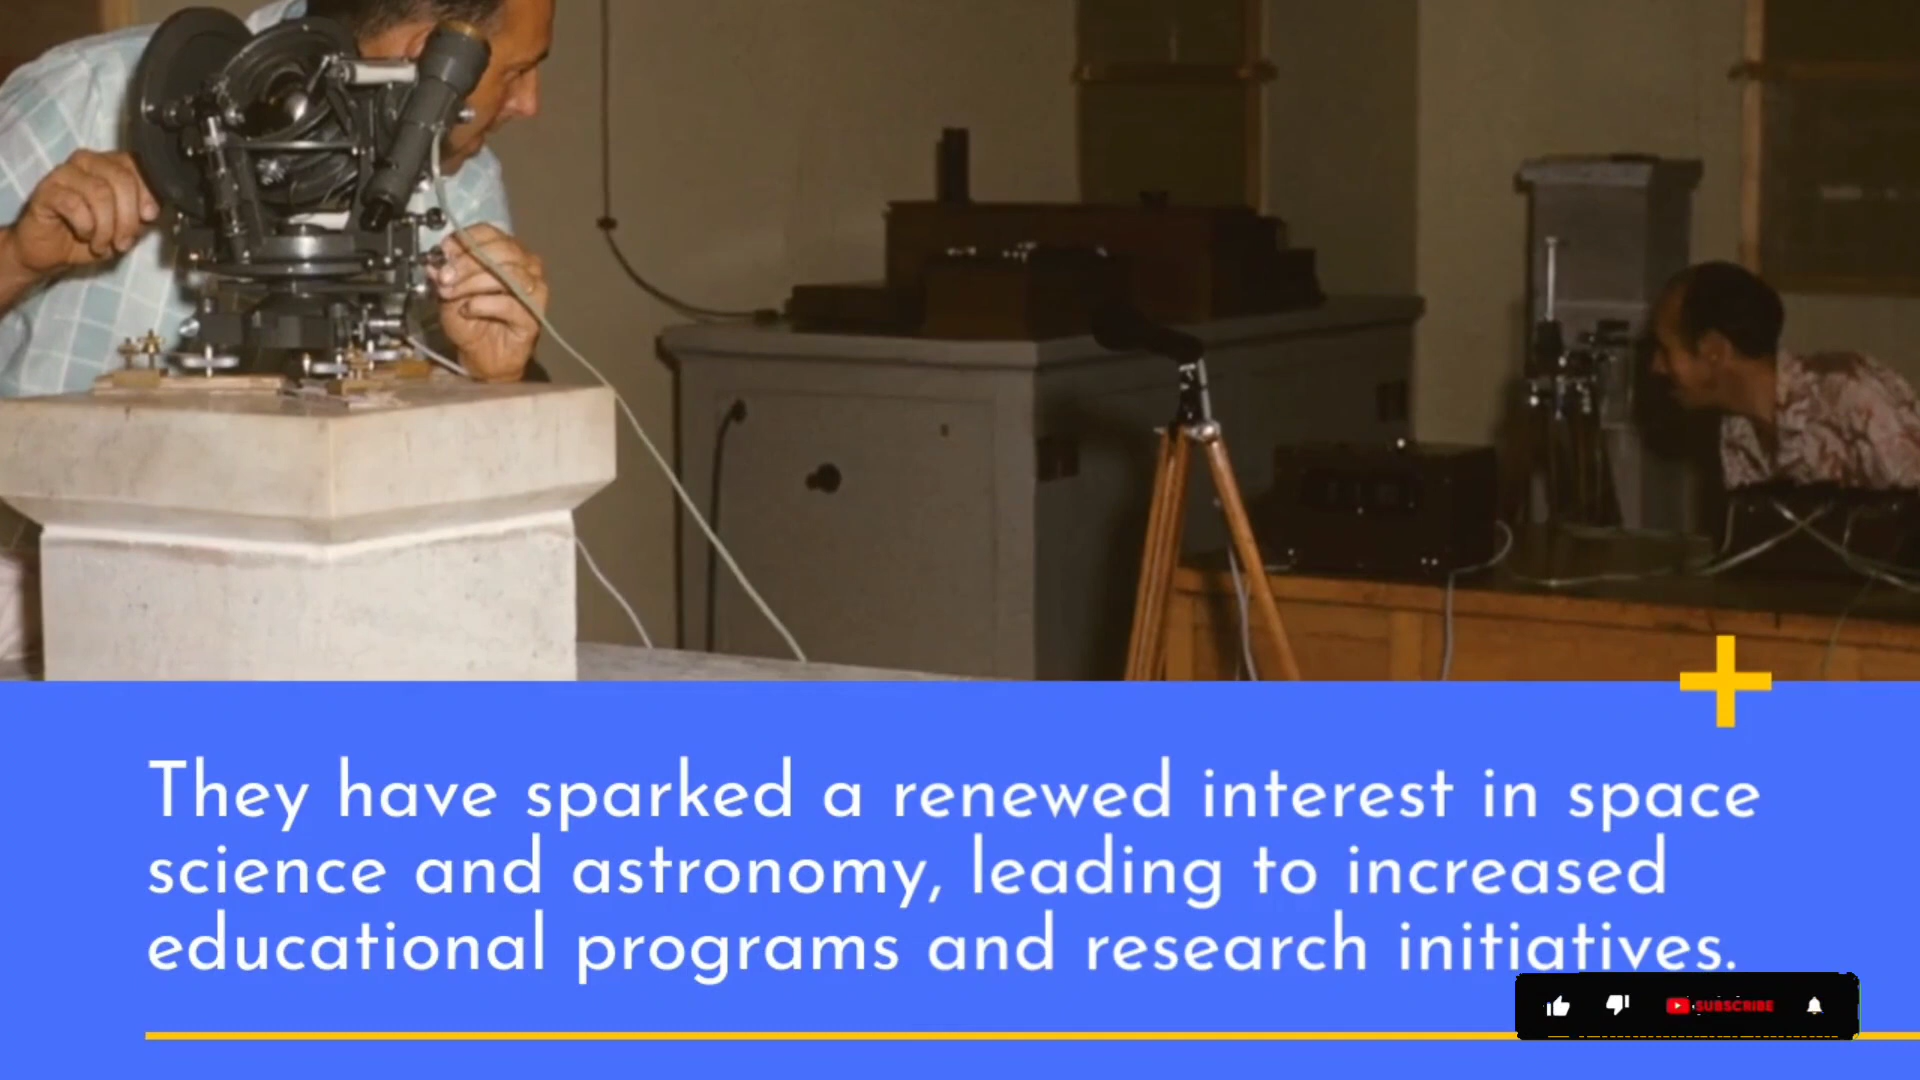 They have sparked a renewed interest in space
science and astronomy, leading to increased
educational programs and research initiatives.
SUBSCRIBE